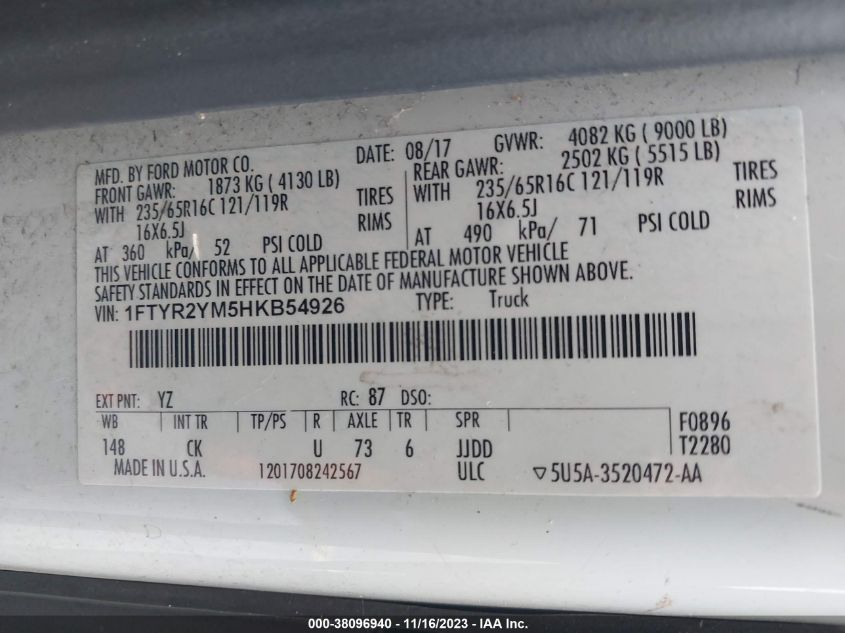 MFD. BY FORD MOTOR CO. DATE: 08/17 GVWR: 4082 KG ( 9000 LB)
FRONT GAWR: 1873 KG ( 4130 LB) REAR GAWR: 2502 KG ( 5515 LB)
WITH 235/65R16C 121/119R TIRES WITH 235/65R16C 121/119R TIRES
16X6.5J RIMS 16X6.5J RIMS
AT 360 kPa/ 52 PSI COLD AT 490 kPa/ 71 PSI COLD
THIS VEHICLE CONFORMS TO ALL APPLICABLE FEDERAL MOTOR VEHICLE
SAFETY STANDARDS IN EFFECT ON THE DATE OF MANUFACTURE SHOWN ABOVE.
VIN: 1FTYR2YM5HKB54926 TYPE: Truck
EXT PNT: YZ RC: 87 DSO:
WB INT TR TP/PS R AXLE TR SPR F0896
148 CK U 73 6 JJDD T2280
MADE IN U.S.A. 1201708242567 ULC ▽5U5A-3520472-AA
000-38096940 - 11/16/2023 - IAA Inc.